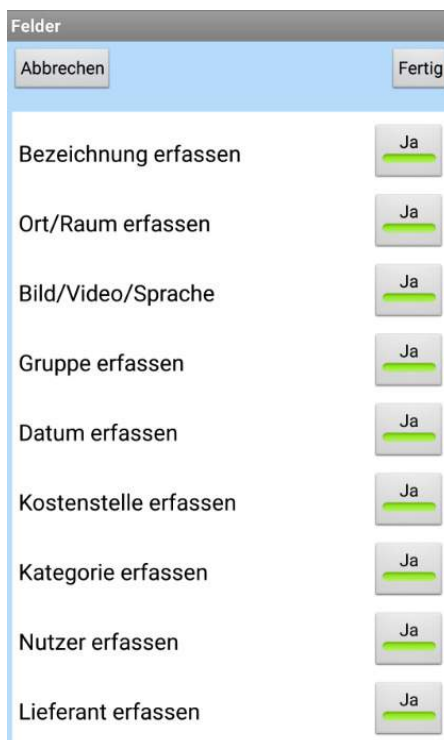 Felder
Abbrechen Fertig
Bezeichnung erfassen Ja
Ort/Raum erfassen Ja
Bild/Video/Sprache Ja
Gruppe erfassen Ja
Datum erfassen Ja
Kostenstelle erfassen Ja
Kategorie erfassen Ja
Nutzer erfassen Ja
Lieferant erfassen Ja